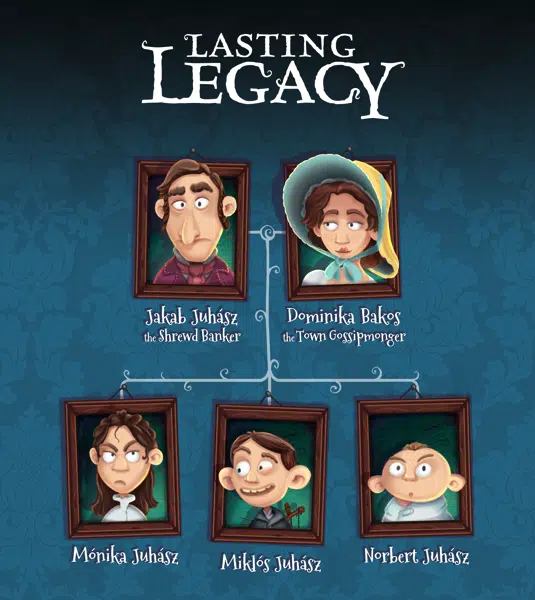 LASTING
LEGACY
Jakab Juhász
the Shrewd Banker
Dominika Bakos
the Town Gossipmonger
Mónika Juhász
Miklós Juhász
Norbert Juhász